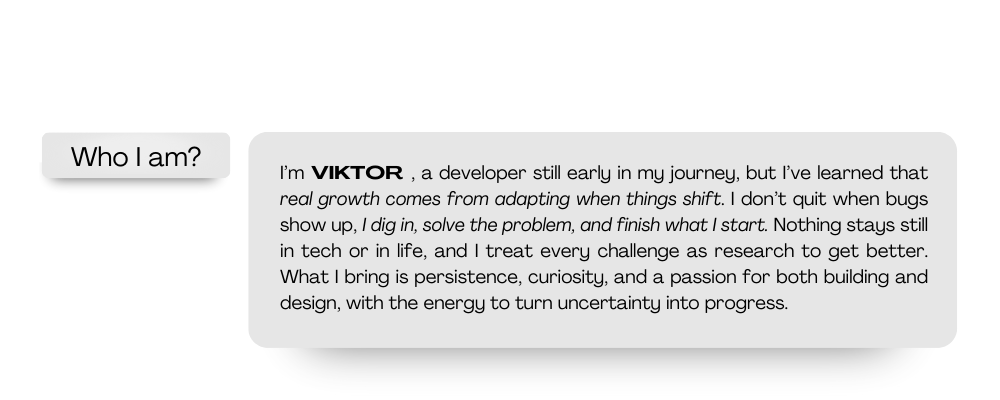 Who I am?
I'm VIKTOR , a developer still early in my journey, but I've learned that
real growth comes from adapting when things shift. I don't quit when bugs
show up, I dig in, solve the problem, and finish what I start. Nothing stays still
in tech or in life, and I treat every challenge as research to get better.
What I bring is persistence, curiosity, and a passion for both building and
design, with the energy to turn uncertainty into progress.